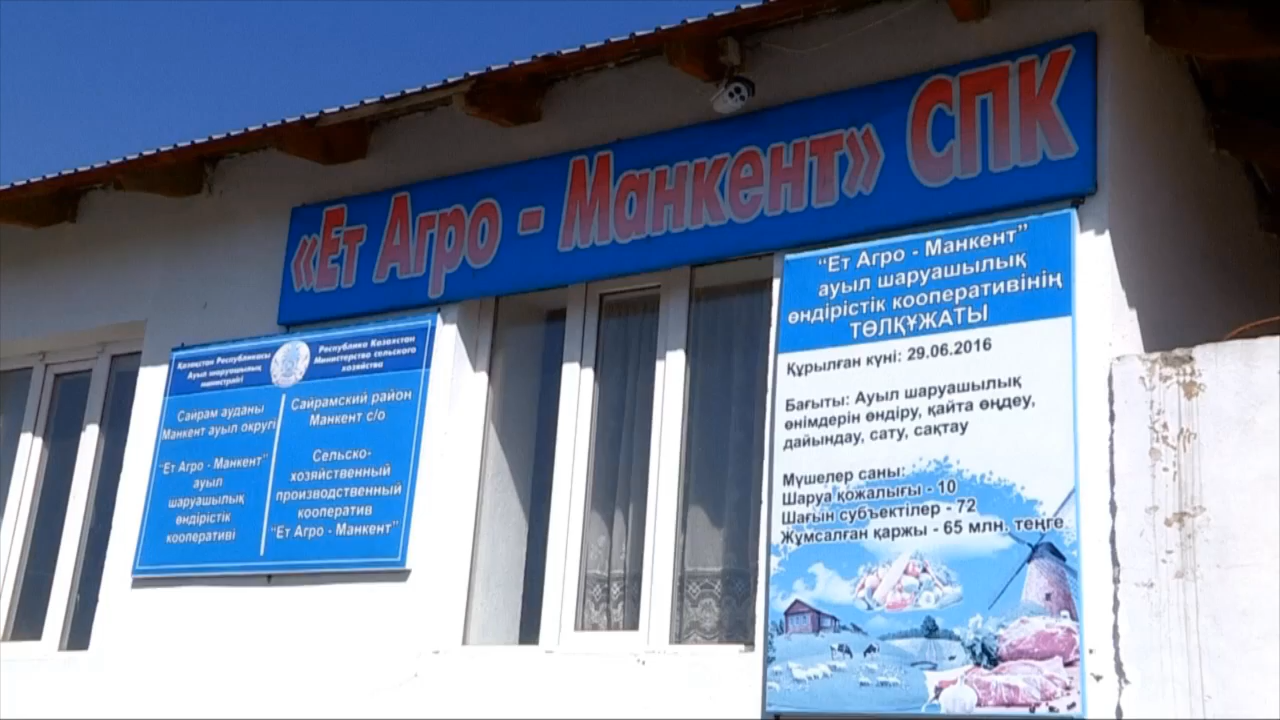 «Ет Агро - Манкент» СПК
Қазақстан Республикасы
Ауыл шаруашылық
министрлігі
Республика Казахстан
Министерство сельского
хозяйство
Сайрам ауданы
Манкент ауыл округі
"Ет Агро - Манкент"
ауыл
шаруашылық
өндірістік
кооперативі
Сайрамский район
Манкент с/о
Сельско-
хозяйственный
производственный
кооператив
"Ет Агро - Манкент"
"Ет Агро - Манкент"
ауыл шаруашылық
өндірістік кооперативінің
ТӨЛҚҰЖАТЫ
Құрылған күні: 29.06.2016
Бағыты: Ауыл шаруашылық
өнімдерін өндіру, қайта өңдеу,
дайындау, сату, сақтау
Мүшелер саны:
Шаруа қожалығы - 10
Шағын субъектілер - 72
Жұмсалған қаржы - 65 млн. теңге